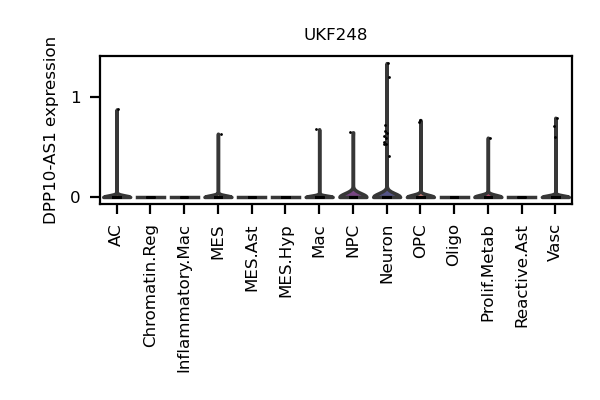 UKF248
DPP10-AS1 expression
1
0
AC
Chromatin.Reg
Inflammatory.Mac
MES
MES.Ast
MES.Hyp
Mac
NPC
Neuron
OPC
Oligo
Prolif.Metab
Reactive.Ast
Vasc